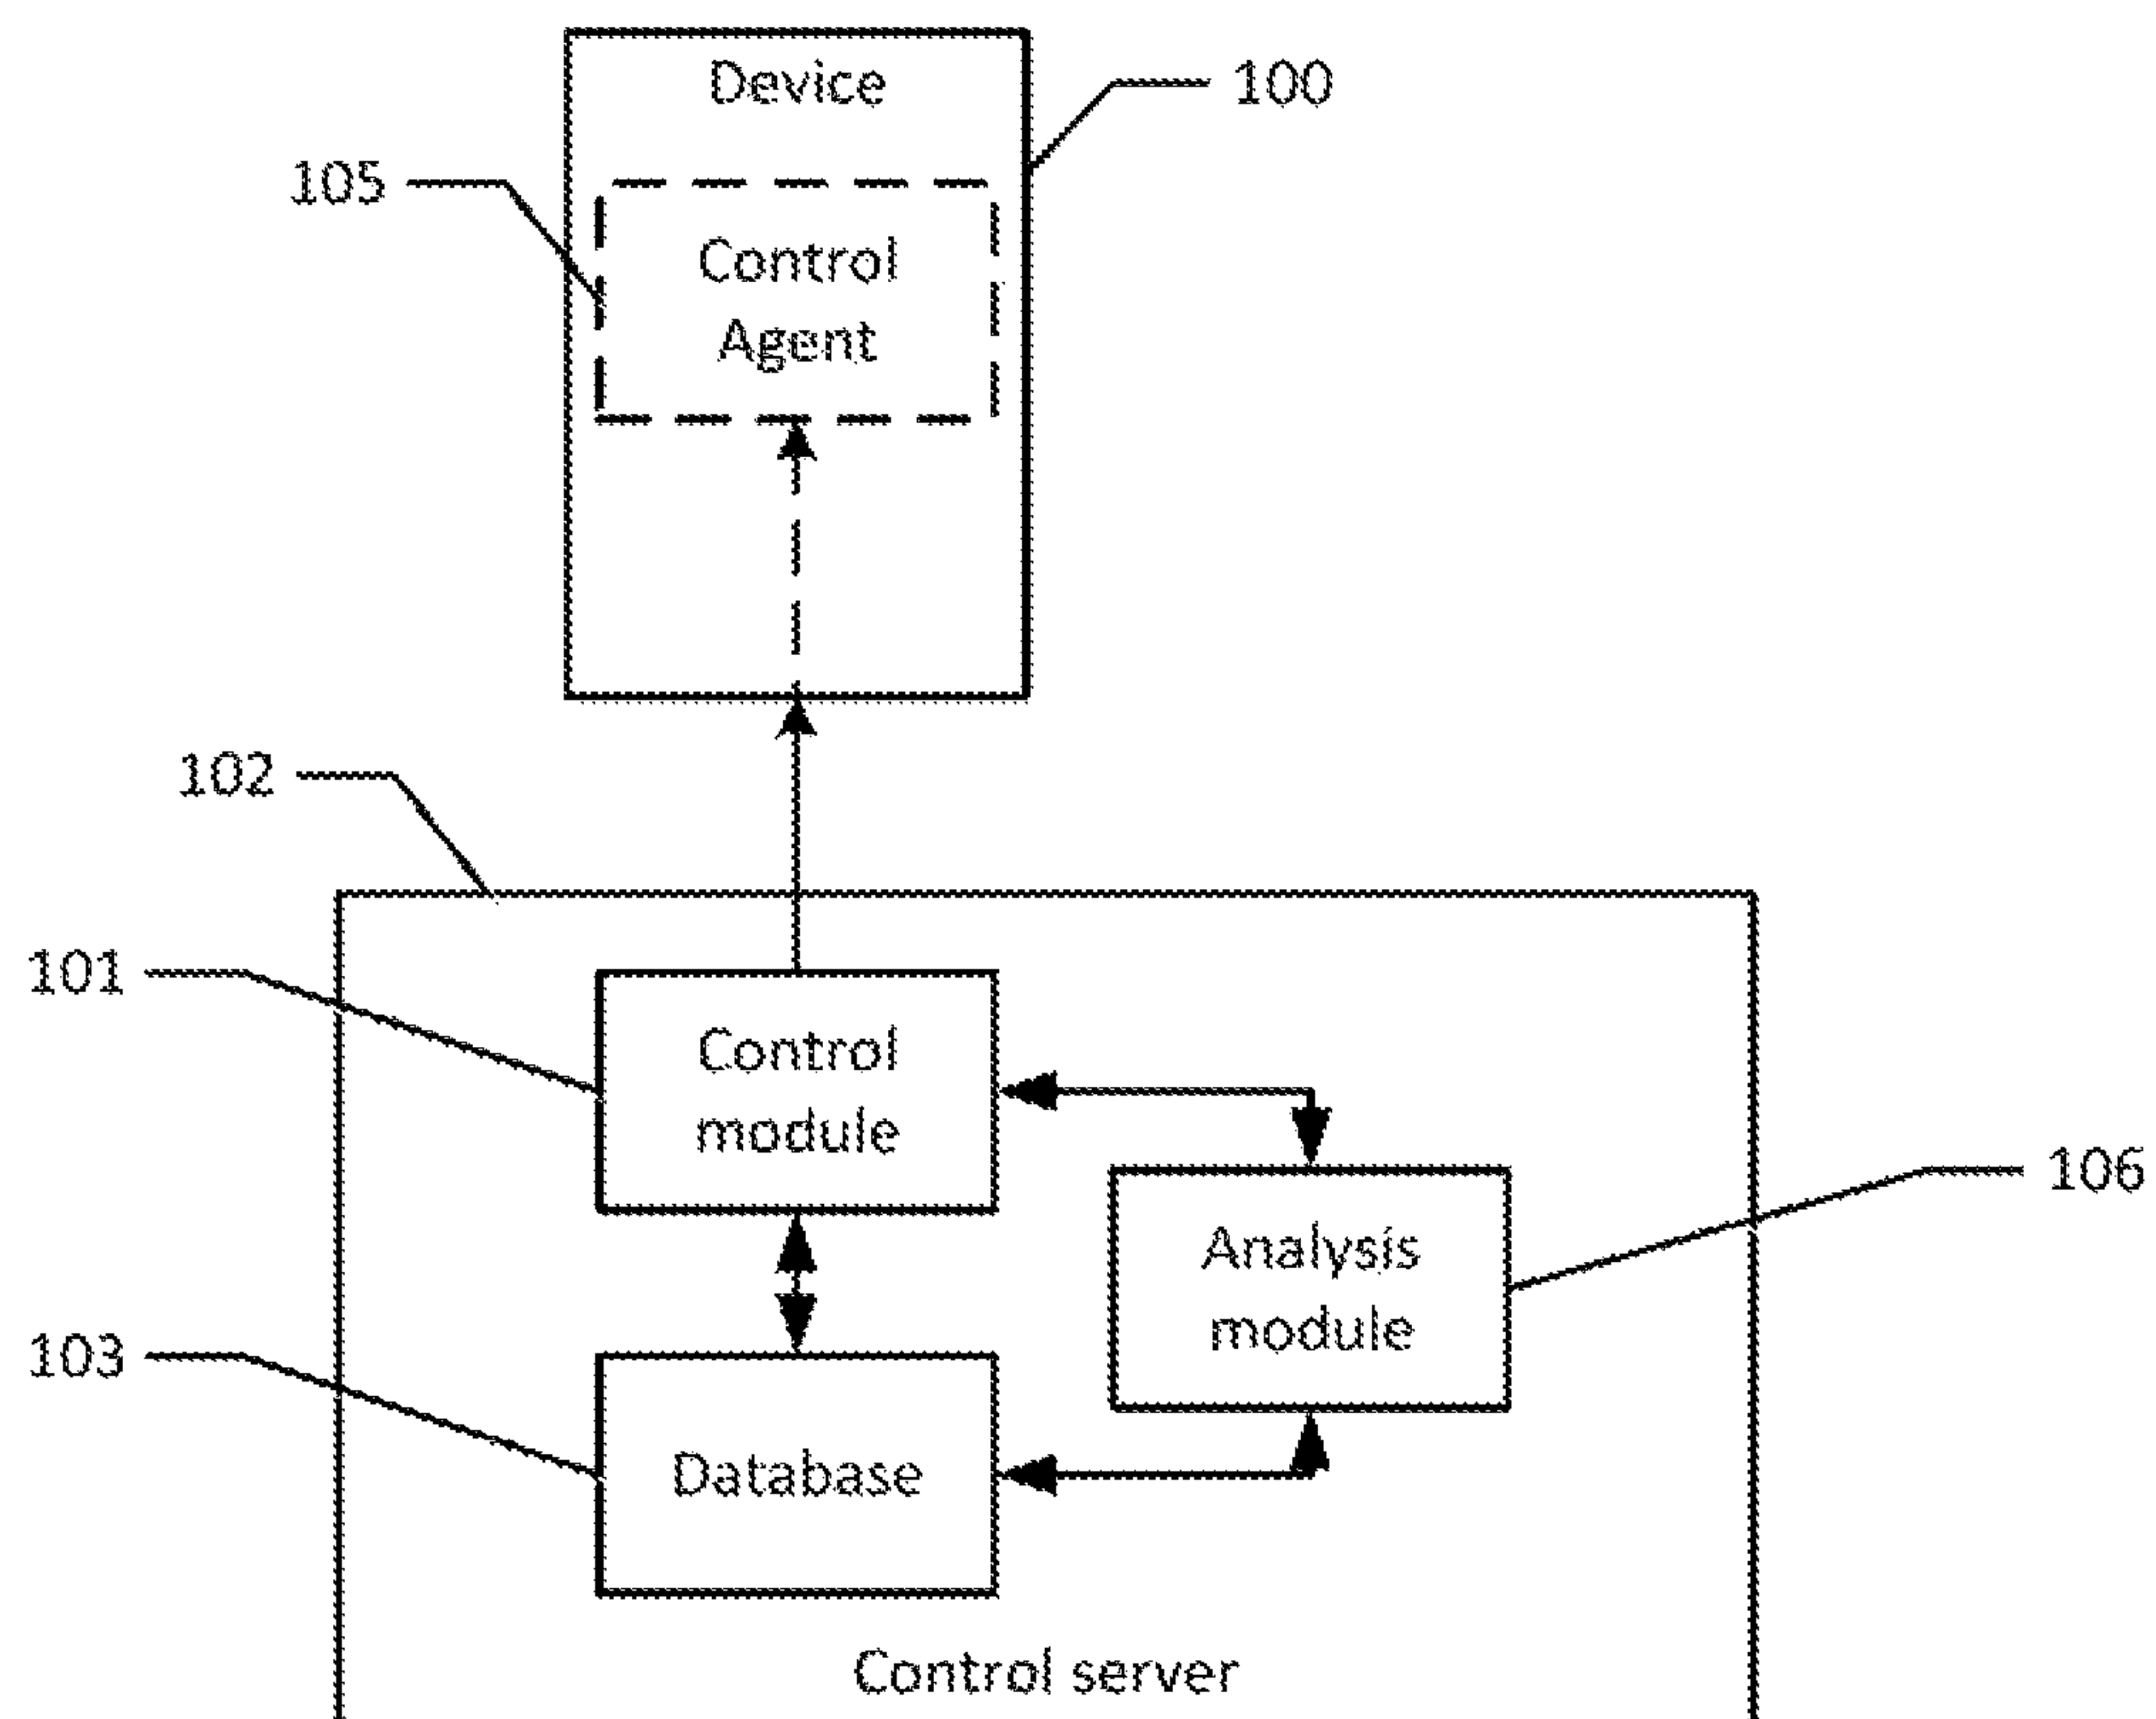 Device
100
105
Control
Agent
102
101
Control
module
106
Analysis
module
103
Database
Control server